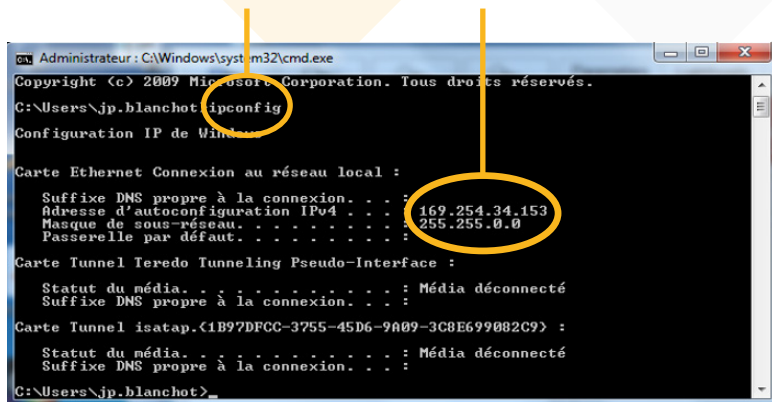 Administrateur : C:\Windows\system32\cmd.exe
Copyright (c) 2009 Microsoft Corporation. Tous droits réservés.
C:\Users\jp.blanchot>ipconfig
Configuration IP de Windows
Carte Ethernet Connexion au réseau local :
Suffixe DNS propre à la connexion. . . :
Adresse d'autoconfiguration IPv4 . . . : 169.254.34.153
Masque de sous-réseau. . . . . . . . . : 255.255.0.0
Passerelle par défaut. . . . . . . . . :
Carte Tunnel Teredo Tunneling Pseudo-Interface :
Statut du média. . . . . . . . . . . . : Média déconnecté
Suffixe DNS propre à la connexion. . . :
Carte Tunnel isatap.{1B97DFCC-3755-45D6-9A09-3C8E699082C9} :
Statut du média. . . . . . . . . . . . : Média déconnecté
Suffixe DNS propre à la connexion. . . :
C:\Users\jp.blanchot>_